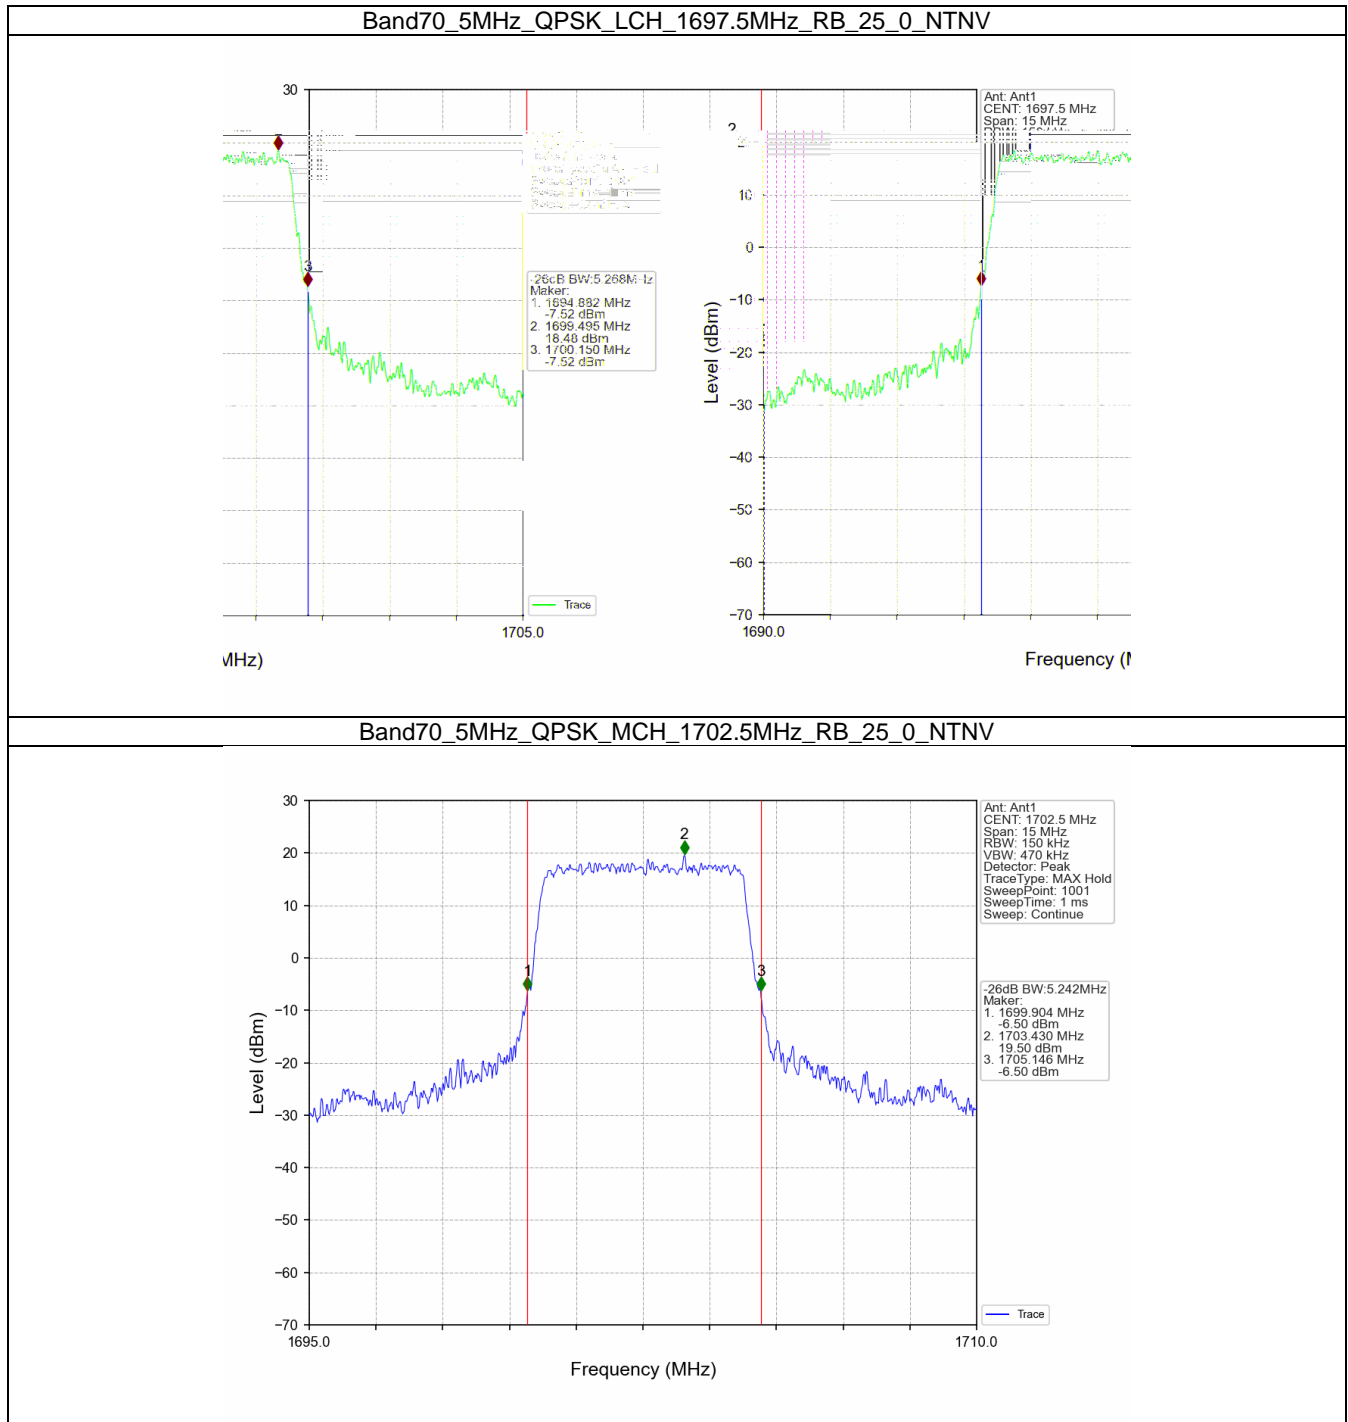 Band70_5MHz_QPSK_LCH_1697.5MHz_RB_25_0_NTNV
30
3
-26dB BW:5.268MHz
Maker:
1. 1694.882 MHz
-7.52 dBm
2. 1699.495 MHz
18.48 dBm
3. 1700.150 MHz
-7.52 dBm
Trace
1705.0
MHz)
Ant: Ant1
CENT: 1697.5 MHz
Span: 15 MHz
2
10
0
−10
−20
−30
−40
−50
−60
−70
Level (dBm)
1690.0
Frequency (M
Band70_5MHz_QPSK_MCH_1702.5MHz_RB_25_0_NTNV
30
20
10
0
−10
−20
−30
−40
−50
−60
−70
Level (dBm)
1
2
3
Ant: Ant1
CENT: 1702.5 MHz
Span: 15 MHz
RBW: 150 kHz
VBW: 470 kHz
Detector: Peak
TraceType: MAX Hold
SweepPoint: 1001
SweepTime: 1 ms
Sweep: Continue
-26dB BW:5.242MHz
Maker:
1. 1699.904 MHz
-6.50 dBm
2. 1703.430 MHz
19.50 dBm
3. 1705.146 MHz
-6.50 dBm
Trace
1695.0
1710.0
Frequency (MHz)